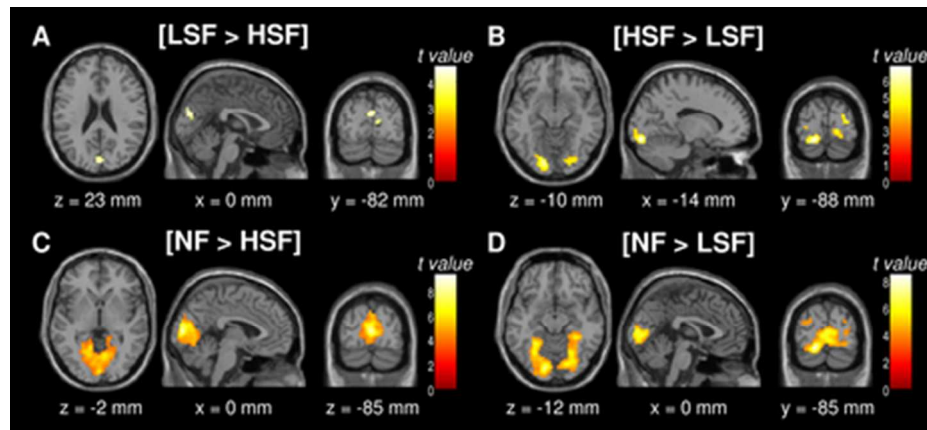 A [LSF > HSF]
t value
4
3
2
1
0
z = 23 mm x = 0 mm y = -82 mm
B [HSF > LSF]
t value
6
5
4
3
2
1
0
z = -10 mm x = -14 mm y = -88 mm
C [NF > HSF]
t value
8
6
4
2
0
z = -2 mm x = 0 mm z = -85 mm
D [NF > LSF]
t value
8
6
4
2
0
z = -12 mm x = 0 mm y = -85 mm